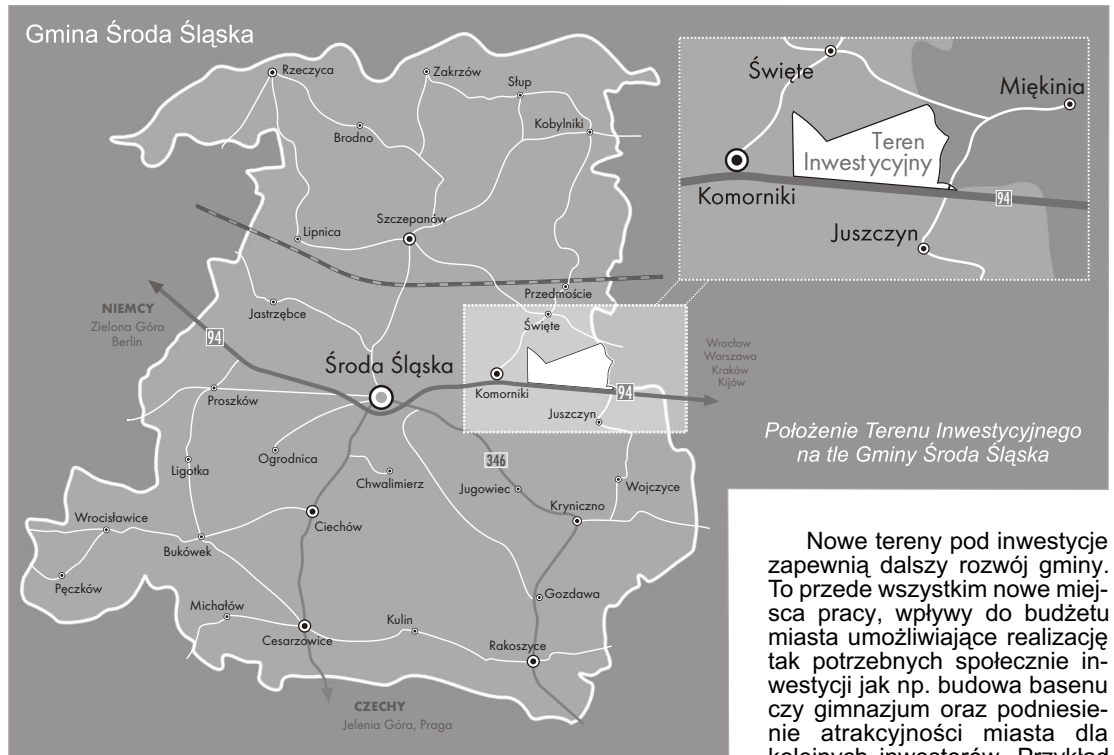 Gmina Środa Śląska
Rzeczyca
Zakrzów
Słup
Brodno
Kobylniki
Szczepanów
Lipnica
Przedmoście
Jastrzębce
Święte
NIEMCY
Zielona Góra
Berlin
94
Środa Śląska
Komorniki
94
Wrocław
Warszawa
Kraków
Kijów
Proszków
Juszczyn
Ogrodnica
Ligotka
Chwalimierz
346
Jugowiec
Wojczyce
Kryniczno
Wrocisławice
Ciechów
Bukówek
Pęczków
Gozdawa
Michałów
Kulin
Cesarzowice
Rakoszyce
CZECHY
Jelenia Góra, Praga
Święte
Miękinia
Teren
Inwestycyjny
Komorniki
94
Juszczyn
Położenie Terenu Inwestycyjnego
na tle Gminy Środa Śląska
Nowe tereny pod inwestycje
zapewnią dalszy rozwój gminy.
To przede wszystkim nowe miej-
sca pracy, wpływy do budżetu
miasta umożliwiające realizację
tak potrzebnych społecznie in-
westycji jak np. budowa basenu
czy gimnazjum oraz podniesie-
nie atrakcyjności miasta dla
kolejnych inwestorów. Przykład